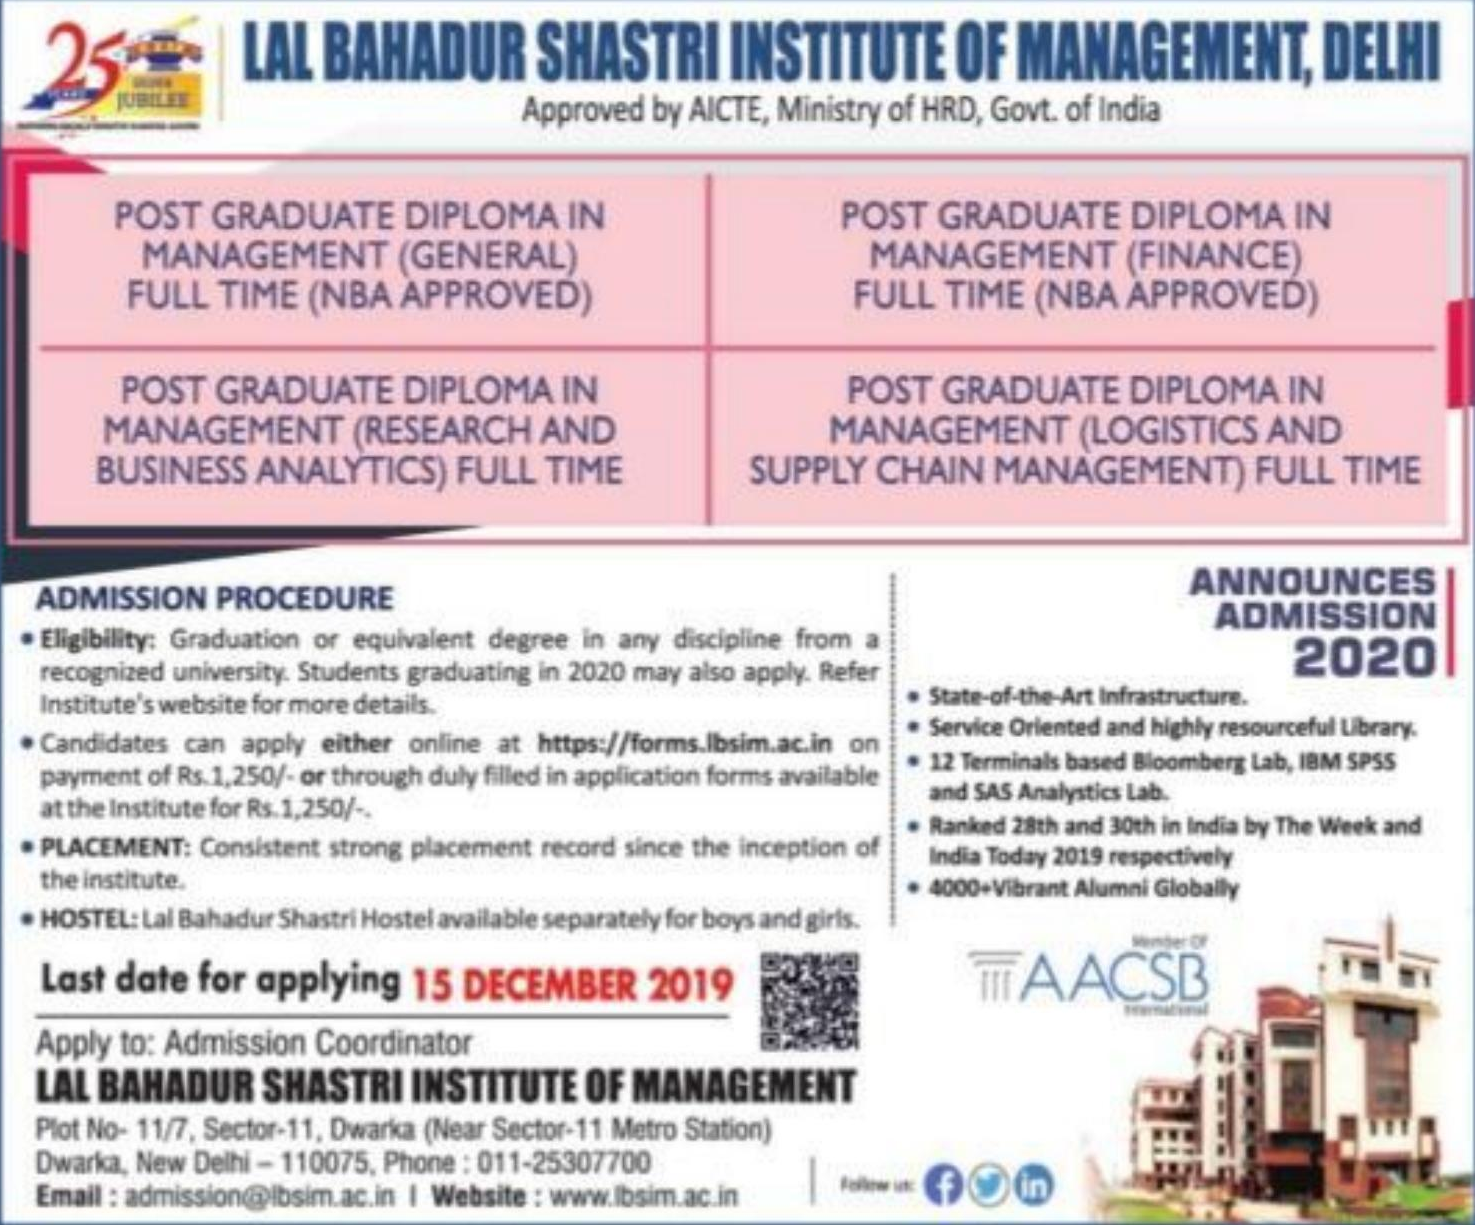 25
JUBILEE
LAL BAHADUR SHASTRI INSTITUTE OF MANAGEMENT, DELHI
Approved by AICTE, Ministry of HRD, Govt. of India
POST GRADUATE DIPLOMA IN
MANAGEMENT (GENERAL)
FULL TIME (NBA APPROVED)
POST GRADUATE DIPLOMA IN
MANAGEMENT (FINANCE)
FULL TIME (NBA APPROVED)
POST GRADUATE DIPLOMA IN
MANAGEMENT (RESEARCH AND
BUSINESS ANALYTICS) FULL TIME
POST GRADUATE DIPLOMA IN
MANAGEMENT (LOGISTICS AND
SUPPLY CHAIN MANAGEMENT) FULL TIME
ADMISSION PROCEDURE
• Eligibility: Graduation or equivalent degree in any discipline from a
recognized university. Students graduating in 2020 may also apply. Refer
Institute's website for more details.
• Candidates can apply either online at https://forms.lbsim.ac.in on
payment of Rs.1,250/- or through duly filled in application forms available
at the Institute for Rs.1,250/-.
• PLACEMENT: Consistent strong placement record since the inception of
the institute.
• HOSTEL: Lal Bahadur Shastri Hostel available separately for boys and girls.
Last date for applying 15 DECEMBER 2019
Apply to: Admission Coordinator
LAL BAHADUR SHASTRI INSTITUTE OF MANAGEMENT
Plot No- 11/7, Sector-11, Dwarka (Near Sector-11 Metro Station)
Dwarka, New Delhi – 110075, Phone : 011-25307700
Email : admission@lbsim.ac.in I Website : www.lbsim.ac.in
ANNOUNCES
ADMISSION
2020
• State-of-the-Art Infrastructure.
• Service Oriented and highly resourceful Library.
• 12 Terminals based Bloomberg Lab, IBM SPSS
and SAS Analystics Lab.
• Ranked 28th and 30th in India by The Week and
India Today 2019 respectively
• 4000+Vibrant Alumni Globally
Member Of
AACSB
International
Follow us: